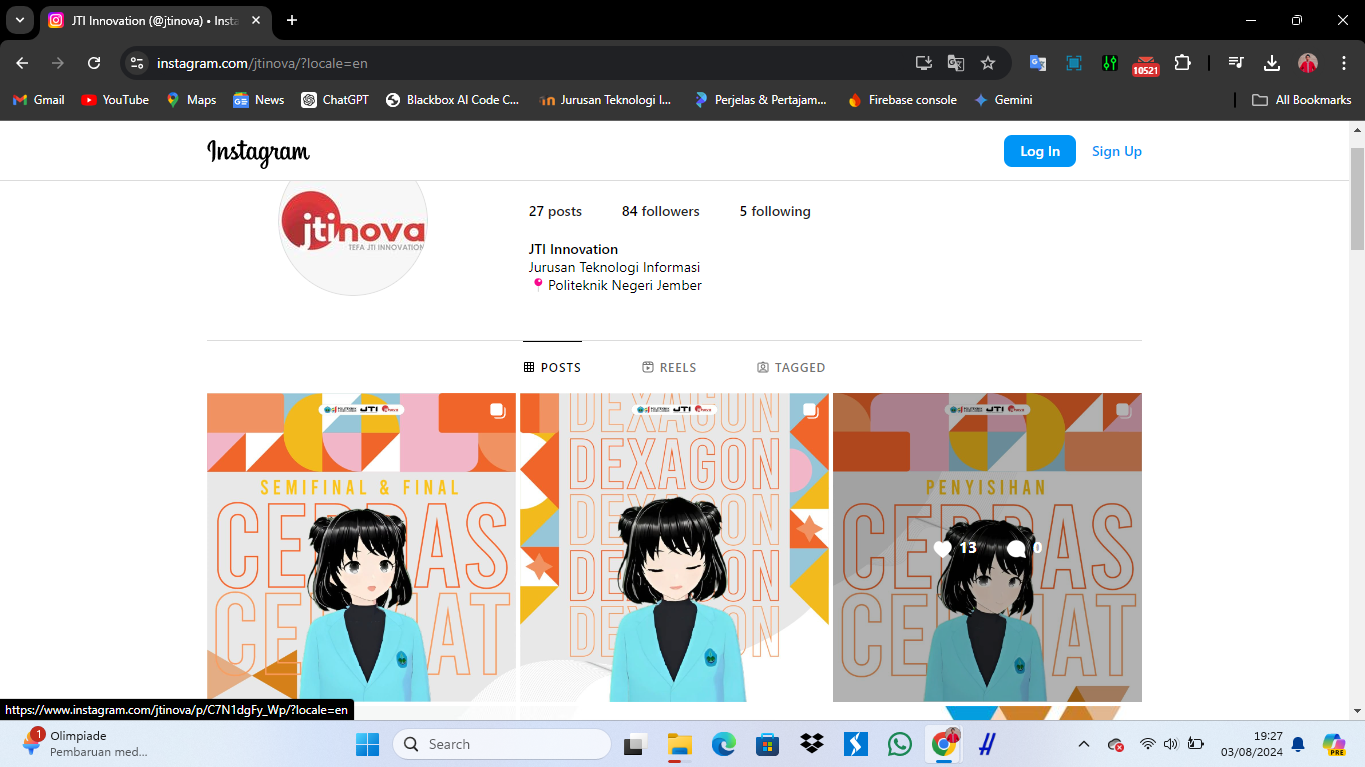 JTI Innovation (@jtinova) • Insta
instagram.com/jtinova/?locale=en
10521
Gmail
YouTube
Maps
News
ChatGPT
Blackbox AI Code C...
Jurusan Teknologi I...
Perjelas & Pertajam...
Firebase console
Gemini
All Bookmarks
Instagram
Log In
Sign Up
jtinova
TEFA JTI INNOVATION
27 posts
84 followers
5 following
JTI Innovation
Jurusan Teknologi Informasi
📍 Politeknik Negeri Jember
POSTS
REELS
TAGGED
JTI
SEMIFINAL & FINAL
CERDAS
CERMAT
JTI
DEXAGON
DEXAGON
DEXAGON
DEXAGON
DEXAGON
JTI
PENYISIHAN
CERDAS
CERMAT
13
0
https://www.instagram.com/jtinova/p/C7N1dgFy_Wp/?locale=en
1
Olimpiade
Pembaruan med...
Search
19:27
03/08/2024
PRE